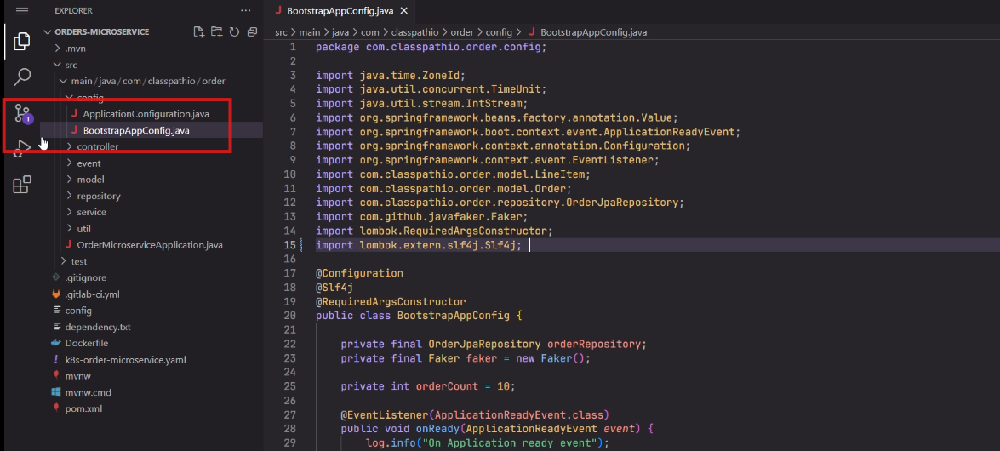 EXPLORER
ORDERS-MICROSERVICE
.mvn
src
main/java/com/classpathio/order
config
ApplicationConfiguration.java
BootstrapAppConfig.java
controller
event
model
repository
service
util
OrderMicroserviceApplication.java
test
.gitignore
.gitlab-ci.yml
config
dependency.txt
Dockerfile
k8s-order-microservice.yaml
mvnw
mvnw.cmd
pom.xml
1
BootstrapAppConfig.java
src > main > java > com > classpathio > order > config > BootstrapAppConfig.java
1 package com.classpathio.order.config;
2
3 import java.time.ZoneId;
4 import java.util.concurrent.TimeUnit;
5 import java.util.stream.IntStream;
6 import org.springframework.beans.factory.annotation.Value;
7 import org.springframework.boot.context.event.ApplicationReadyEvent;
8 import org.springframework.context.annotation.Configuration;
9 import org.springframework.context.event.EventListener;
10 import com.classpathio.order.model.LineItem;
11 import com.classpathio.order.model.Order;
12 import com.classpathio.order.repository.OrderJpaRepository;
13 import com.github.javafaker.Faker;
14 import lombok.RequiredArgsConstructor;
15 import lombok.extern.slf4j.Slf4j;
16
17 @Configuration
18 @Slf4j
19 @RequiredArgsConstructor
20 public class BootstrapAppConfig {
21
22 private final OrderJpaRepository orderRepository;
23 private final Faker faker = new Faker();
24
25 private int orderCount = 10;
26
27 @EventListener(ApplicationReadyEvent.class)
28 public void onReady(ApplicationReadyEvent event) {
29 log.info("On Application ready event");